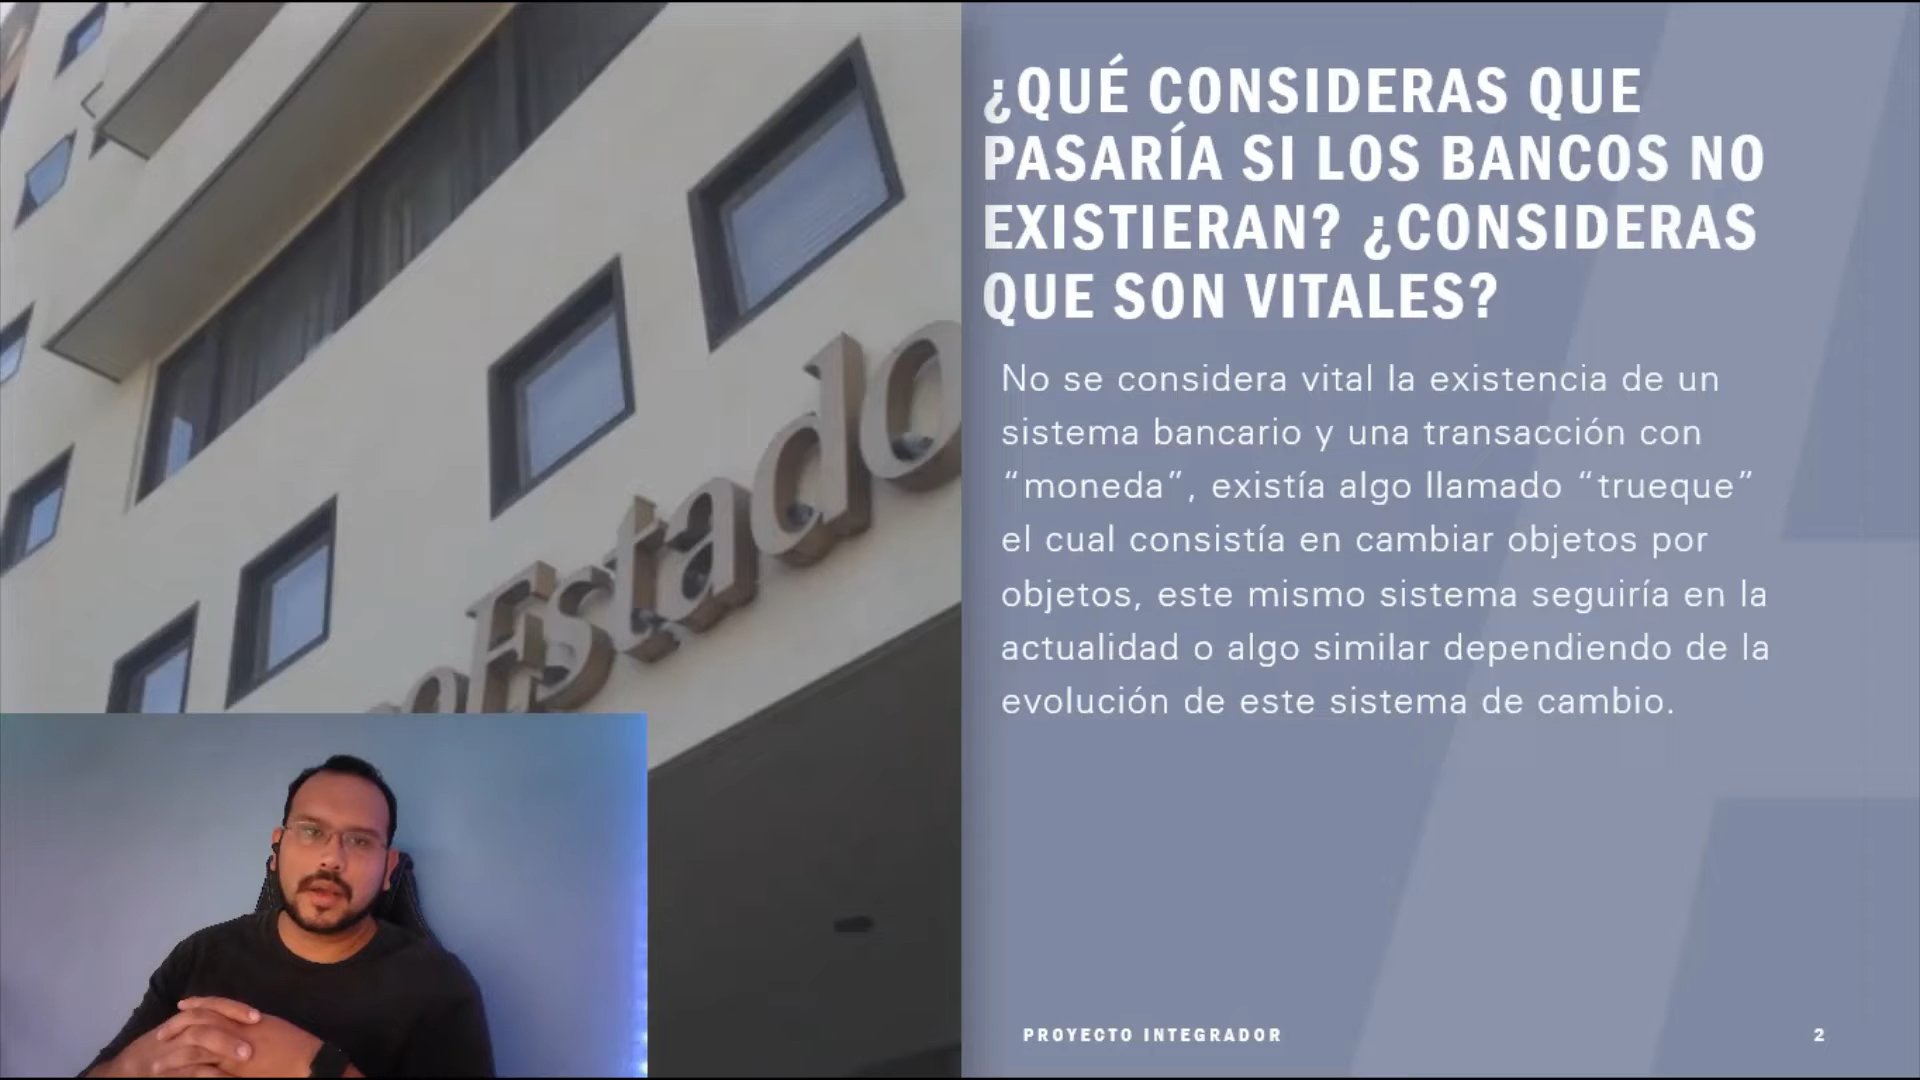 ¿QUÉ CONSIDERAS QUE
PASARÍA SI LOS BANCOS NO
EXISTIERAN? ¿CONSIDERAS
QUE SON VITALES?
No se considera vital la existencia de un
sistema bancario y una transacción con
“moneda”, existía algo llamado “trueque”
el cual consistía en cambiar objetos por
objetos, este mismo sistema seguiría en la
actualidad o algo similar dependiendo de la
evolución de este sistema de cambio.
oEstado
PROYECTO INTEGRADOR
2